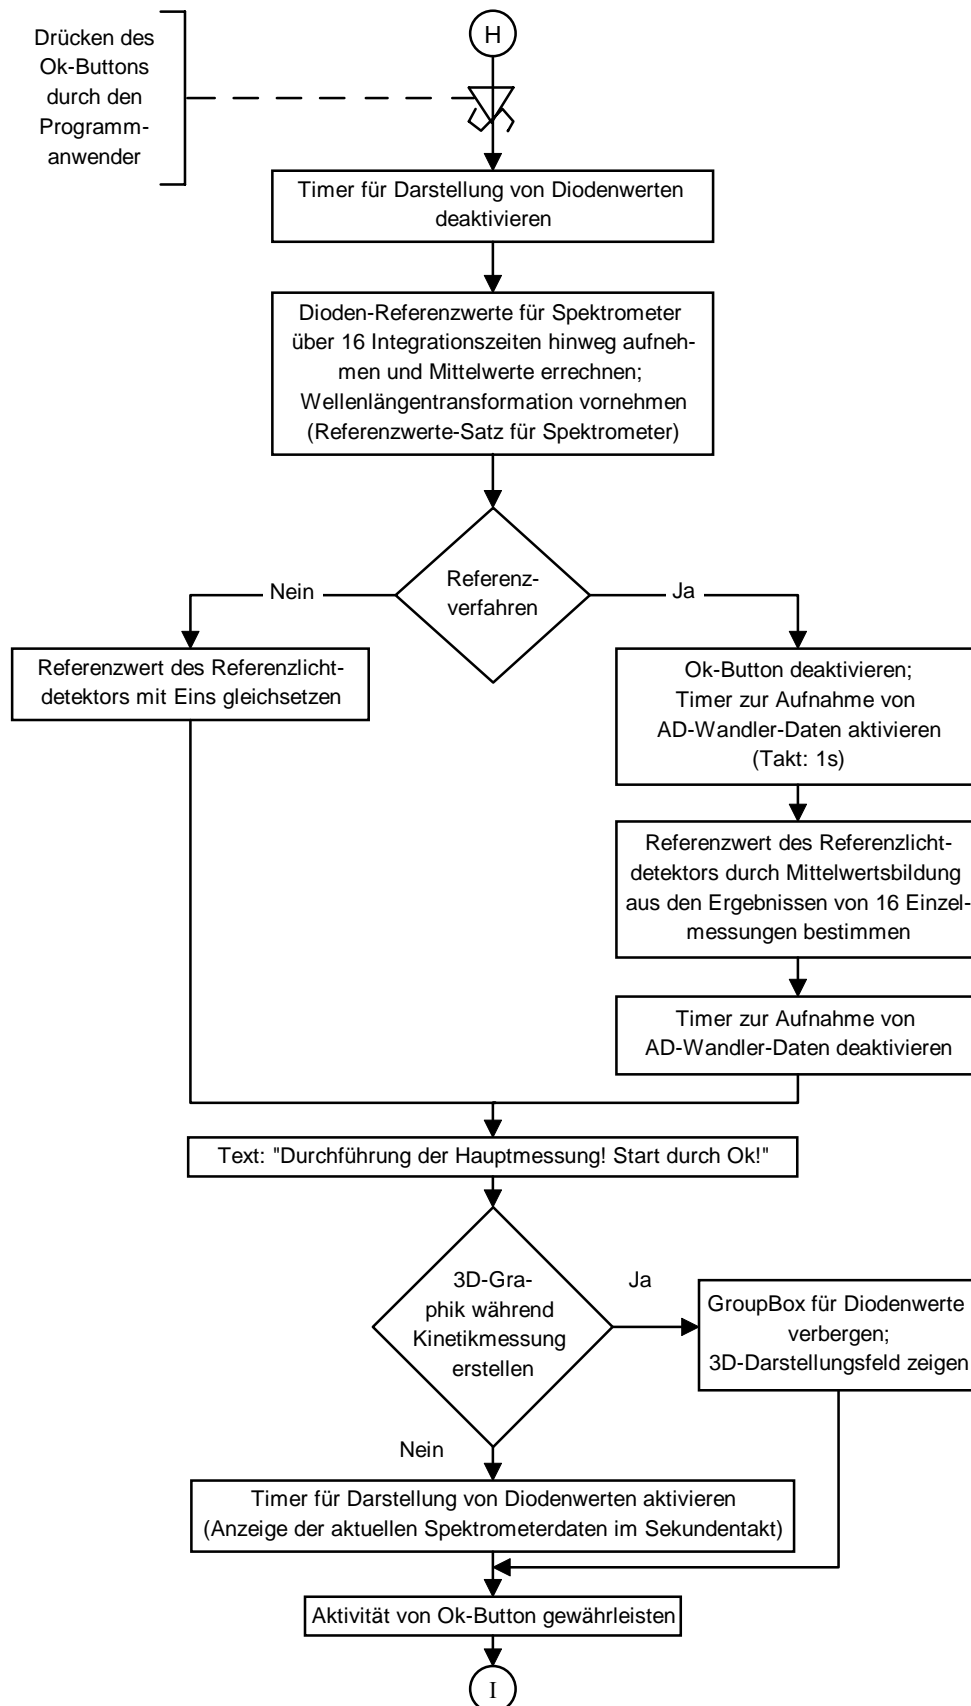 H
Drücken des
Ok-Buttons
durch den
Programm-
anwender
Timer für Darstellung von Diodenwerten
deaktivieren
Dioden-Referenzwerte für Spektrometer
über 16 Integrationszeiten hinweg aufneh-
men und Mittelwerte errechnen;
Wellenlängentransformation vornehmen
(Referenzwerte-Satz für Spektrometer)
Referenz-
verfahren
Nein
Ja
Referenzwert des Referenzlicht-
detektors mit Eins gleichsetzen
Ok-Button deaktivieren;
Timer zur Aufnahme von
AD-Wandler-Daten aktivieren
(Takt: 1s)
Referenzwert des Referenzlicht-
detektors durch Mittelwertsbildung
aus den Ergebnissen von 16 Einzel-
messungen bestimmen
Timer zur Aufnahme von
AD-Wandler-Daten deaktivieren
Text: "Durchführung der Hauptmessung! Start durch Ok!"
3D-Gra-
phik während
Kinetikmessung
erstellen
Ja
GroupBox für Diodenwerte
verbergen;
3D-Darstellungsfeld zeigen
Nein
Timer für Darstellung von Diodenwerten aktivieren
(Anzeige der aktuellen Spektrometerdaten im Sekundentakt)
Aktivität von Ok-Button gewährleisten
I